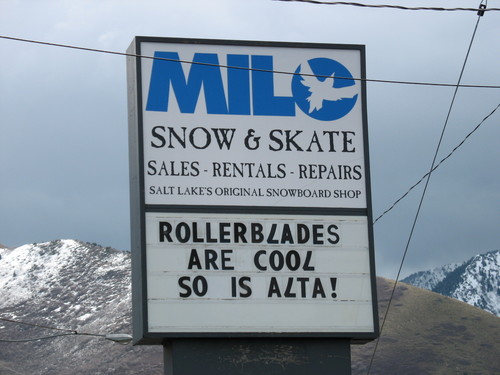 MILO
SNOW & SKATE
SALES - RENTALS - REPAIRS
SALT LAKE'S ORIGINAL SNOWBOARD SHOP
ROLLERBLADES
ARE COOL
SO IS ALTA!